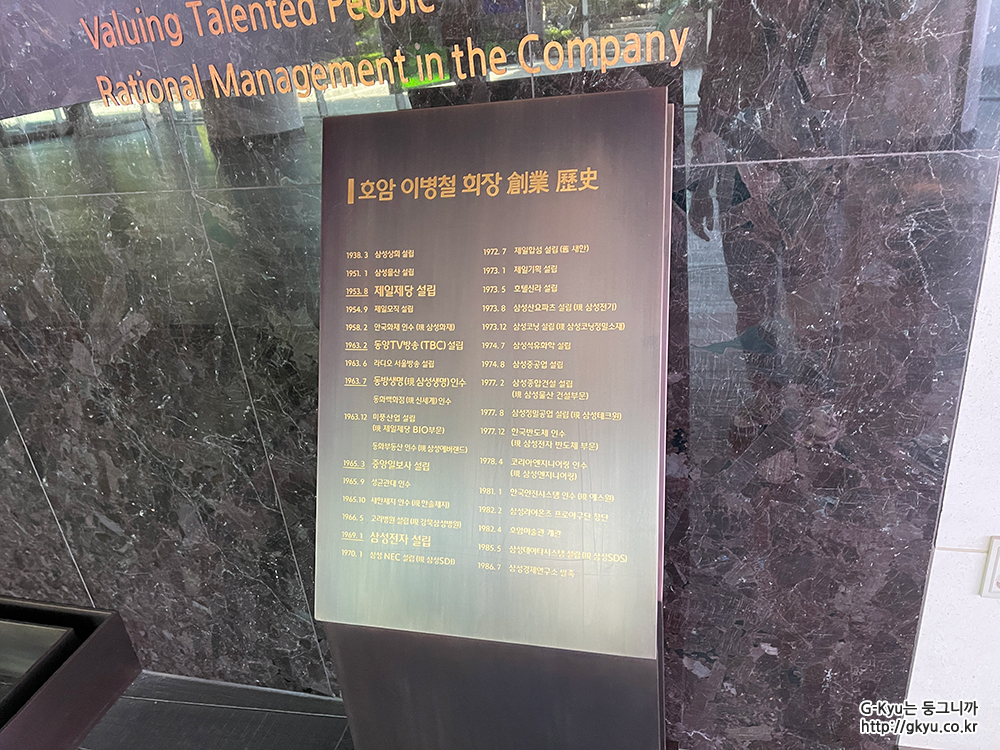 Valuing Talented People
Rational Management in the Company
호암 이병철 회장 創業 歷史
1938. 3 삼성상회 설립
1951. 1 삼성물산 설립
1953. 8 제일제당 설립
1954. 9 제일모직 설립
1958. 2 안국화재 인수 (現 삼성화재)
1963. 2 동양TV방송 (TBC) 설립
1963. 6 라디오 서울방송 설립
1963. 7 동방생명 (現 삼성생명) 인수
동화백화점 (現 신세계) 인수
1963.12 미풍산업 설립
(現 제일제당 BIO부문)
동화부동산 인수 (現 삼성에버랜드)
1965. 3 중앙일보사 설립
1965. 9 성균관대 인수
1965.10 새한제지 인수 (現 한솔제지)
1966. 5 고려병원 설립 (現 강북삼성병원)
1969. 1 삼성전자 설립
1970. 1 삼성 NEC 설립 (現 삼성SDI)
1972. 7 제일합섬 설립 (舊 새한)
1973. 1 제일기획 설립
1973. 5 호텔신라 설립
1973. 8 삼성산요파츠 설립 (現 삼성전기)
1973.12 삼성코닝 설립 (現 삼성코닝정밀소재)
1974. 7 삼성석유화학 설립
1974. 8 삼성중공업 설립
1977. 2 삼성종합건설 설립
(現 삼성물산 건설부문)
1977. 8 삼성정밀공업 설립 (現 삼성테크윈)
1977.12 한국반도체 인수
(現 삼성전자 반도체 부문)
1978. 4 코리아엔지니어링 인수
(現 삼성엔지니어링)
1981. 1 한국안전시스템 인수 (現 에스원)
1982. 2 삼성라이온즈 프로야구단 창단
1982. 4 호암미술관 개관
1985. 5 삼성데이타시스템 설립 (現 삼성SDS)
1986. 7 삼성경제연구소 발족
G-Kyu는 둥그니까
http://gkyu.co.kr